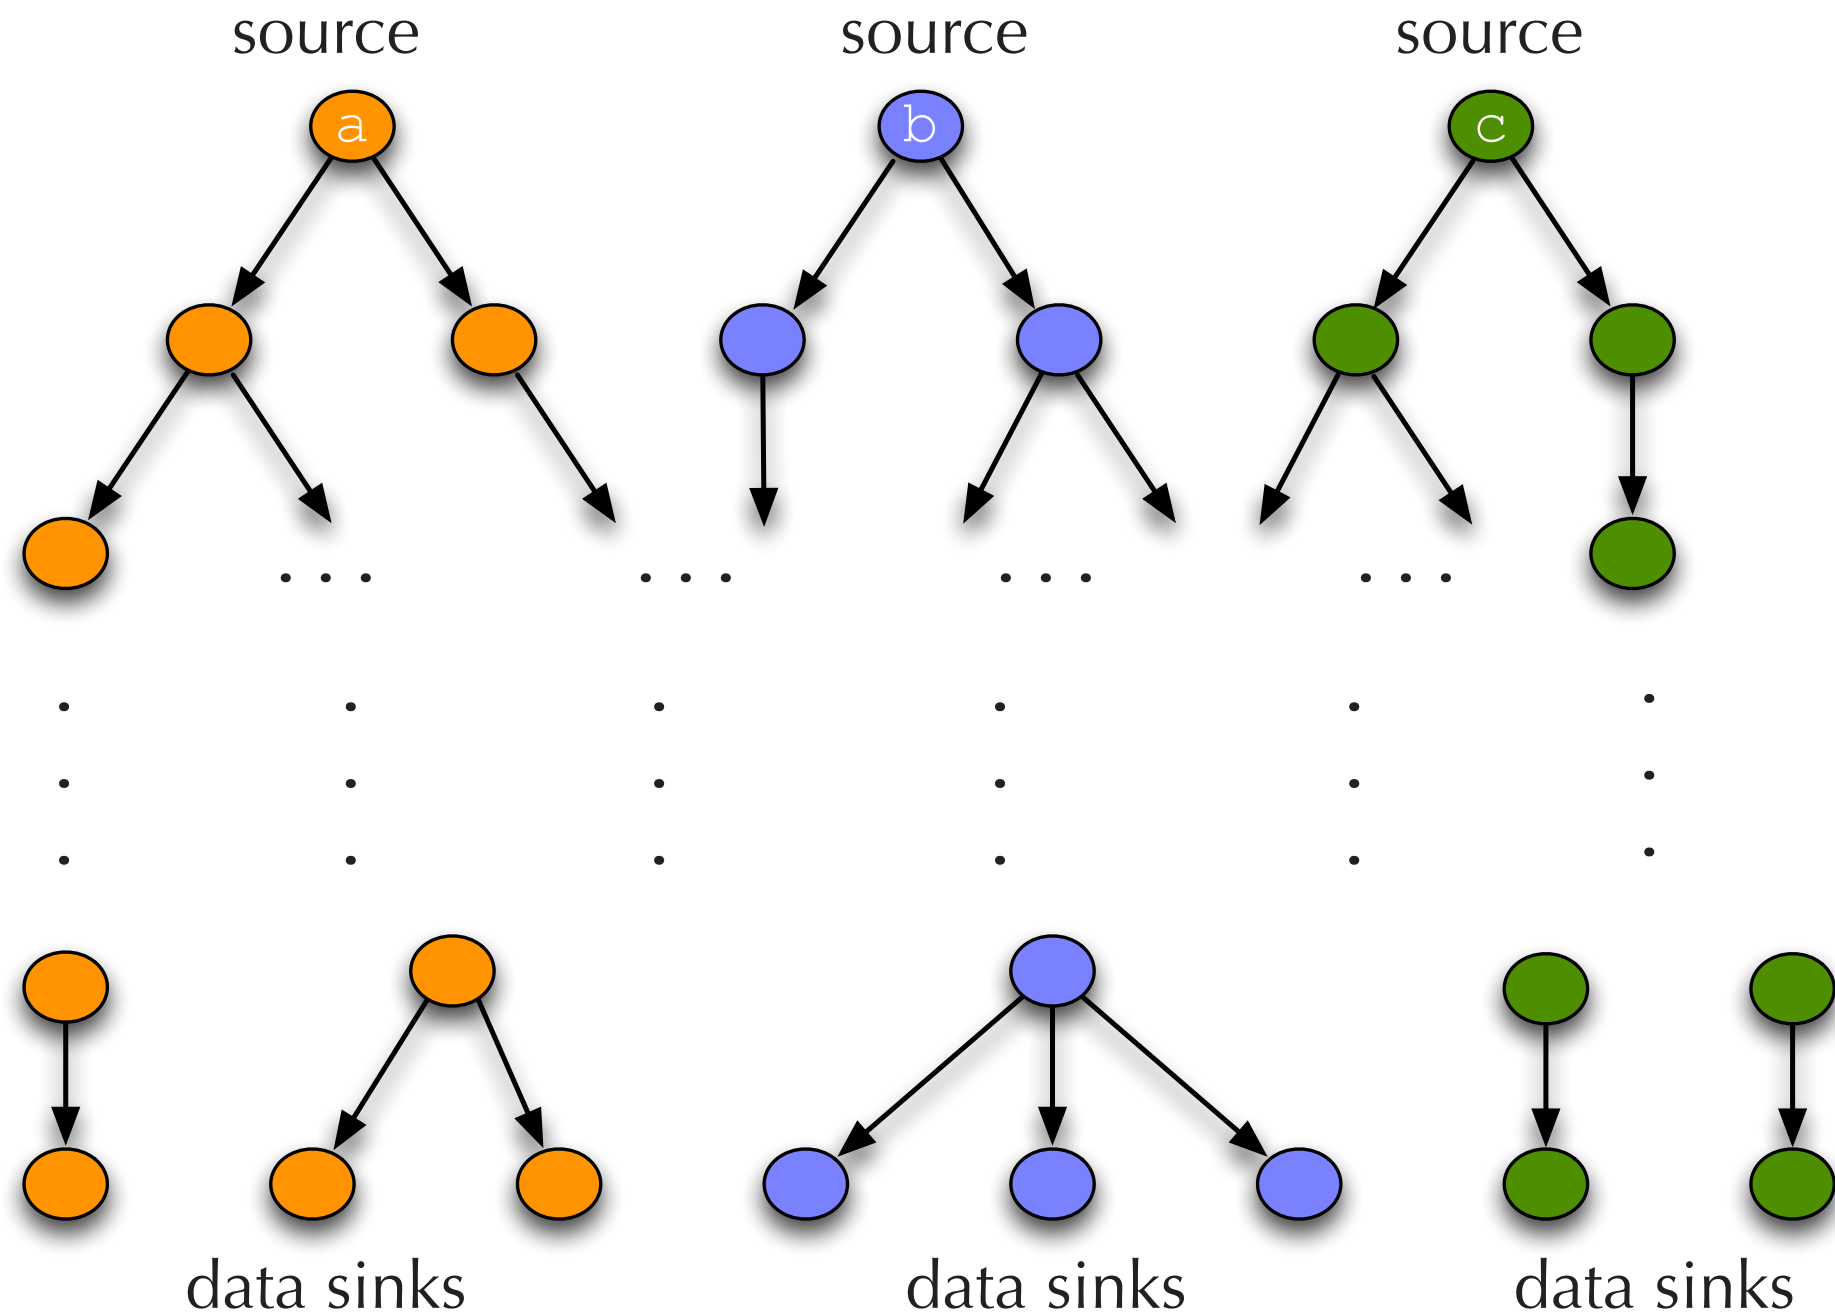 source source source
a b c
. . . . . . . . . . . .
data sinks data sinks data sinks